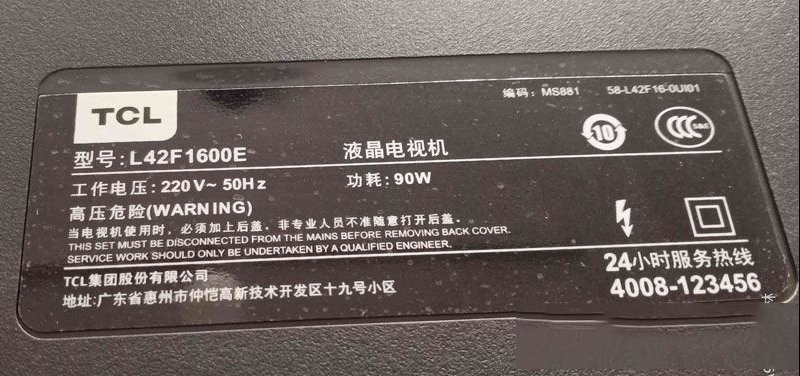 编码: MS881 58-L42F16-0UI01
TCL
10
CCC S&E
型号: L42F1600E 液晶电视机
工作电压: 220V~ 50Hz 功耗: 90W
高压危险(WARNING)
当电视机使用时, 必须加上后盖。非专业人员不准随意打开后盖。
THIS SET MUST BE DISCONNECTED FROM THE MAINS BEFORE REMOVING BACK COVER.
SERVICE WORK SHOULD ONLY BE UNDERTAKEN BY A QUALIFIED ENGINEER.
TCL集团股份有限公司
地址: 广东省惠州市仲恺高新技术开发区十九号小区
24小时服务热线
4008-123456